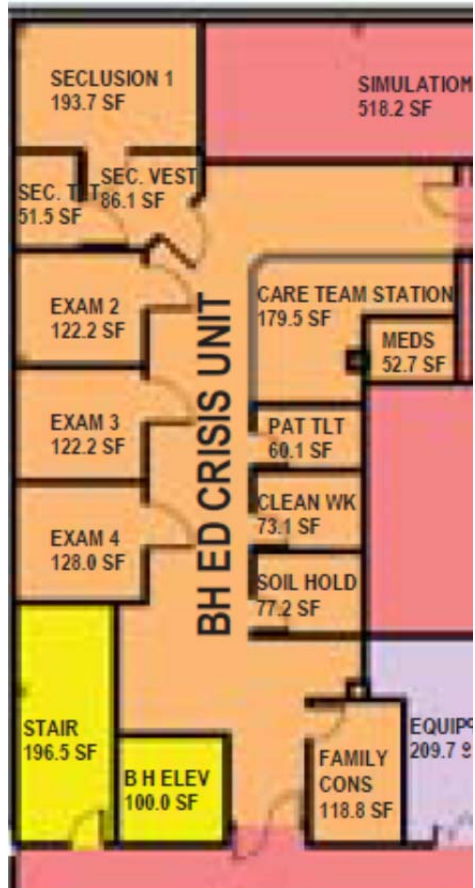 SECLUSION 1
193.7 SF
SIMULATION
518.2 SF
SEC. VEST
86.1 SF
SEC. TLT
51.5 SF
EXAM 2
122.2 SF
CARE TEAM STATION
179.5 SF
MEDS
52.7 SF
EXAM 3
122.2 SF
PAT TLT
60.1 SF
BH ED CRISIS UNIT
CLEAN WK
73.1 SF
EXAM 4
128.0 SF
SOIL HOLD
77.2 SF
STAIR
196.5 SF
B H ELEV
100.0 SF
FAMILY
CONS
118.8 SF
EQUIP
209.7